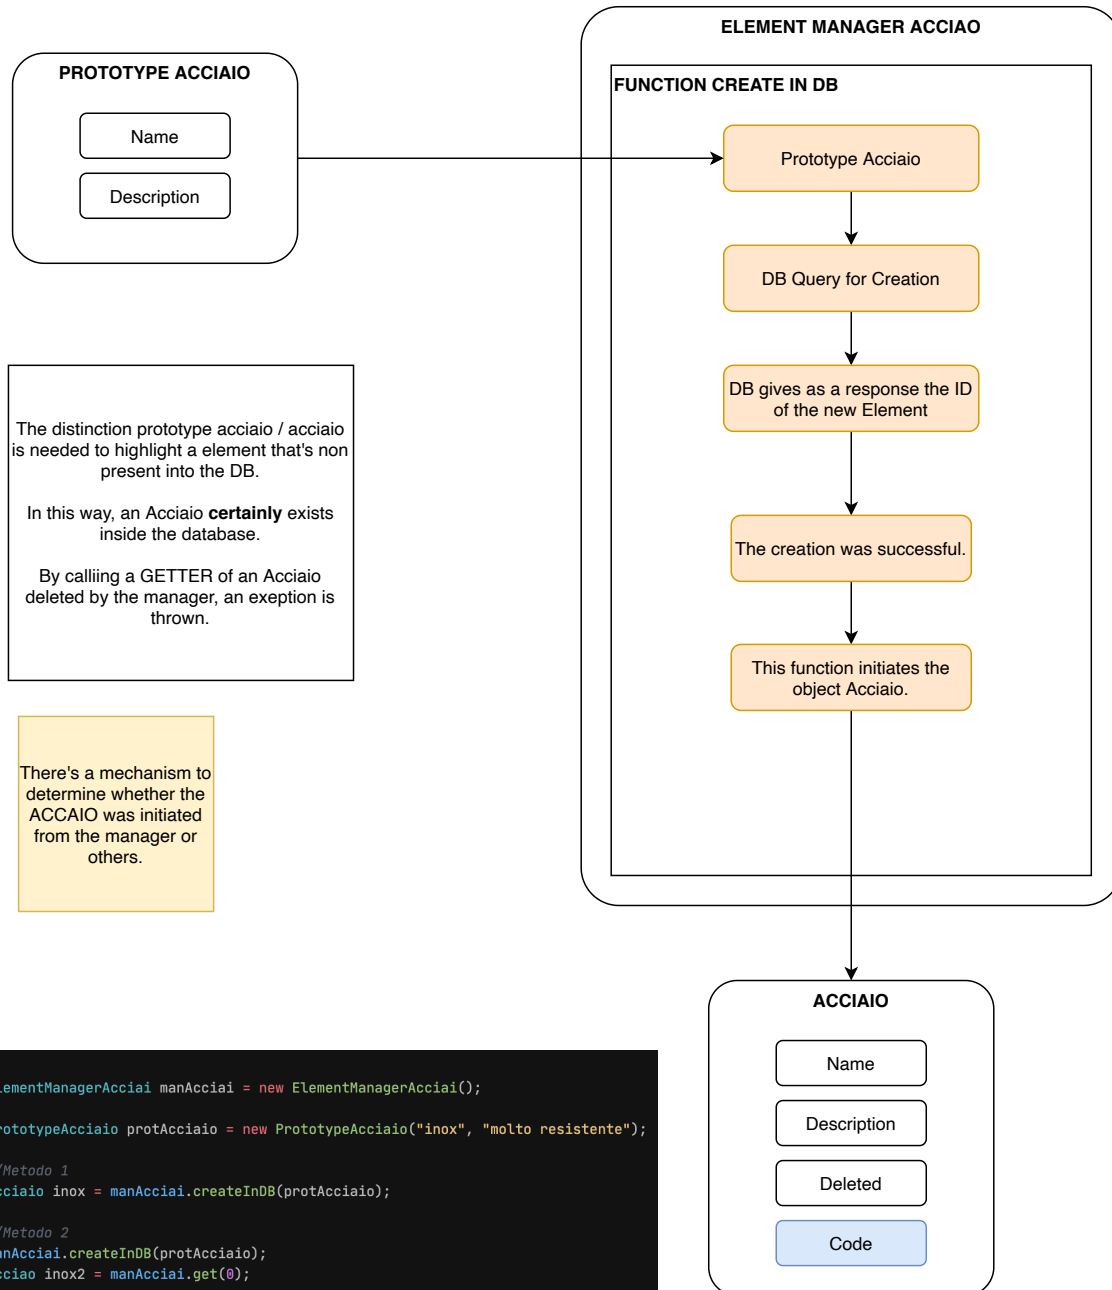 ELEMENT MANAGER ACCIAO
PROTOTYPE ACCIAIO
Name
Description
FUNCTION CREATE IN DB
Prototype Acciaio
DB Query for Creation
DB gives as a response the ID
of the new Element
The creation was successful.
This function initiates the
object Acciaio.
The distinction prototype acciaio / acciaio
is needed to highlight a element that's non
present into the DB.
In this way, an Acciaio certainly exists
inside the database.
By calliing a GETTER of an Acciaio
deleted by the manager, an exeption is
thrown.
There's a mechanism to
determine whether the
ACCAIO was initiated
from the manager or
others.
ACCIAIO
Name
Description
Deleted
Code
lementManagerAcciai manAcciai = new ElementManagerAcciai();
rototypeAcciaio protAcciaio = new PrototypeAcciaio("inox", "molto resistente");
/Metodo 1
cciaio inox = manAcciai.createInDB(protAcciaio);
/Metodo 2
anAcciai.createInDB(protAcciaio);
cciao inox2 = manAcciai.get(0);